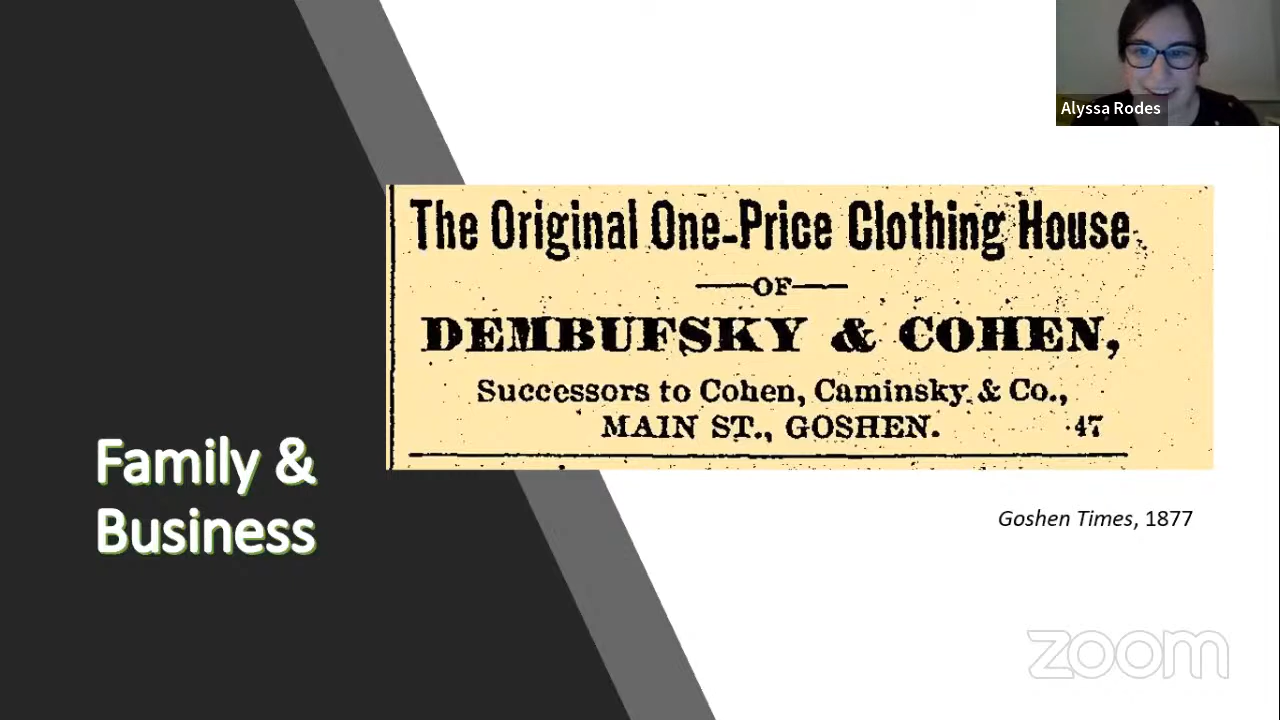 Alyssa Rodes
The Original One-Price Clothing House
OF
DEMBUFSKY & COHEN,
Successors to Cohen, Caminsky & Co.,
MAIN ST., GOSHEN. 47
Family &
Business
Goshen Times, 1877
zoom